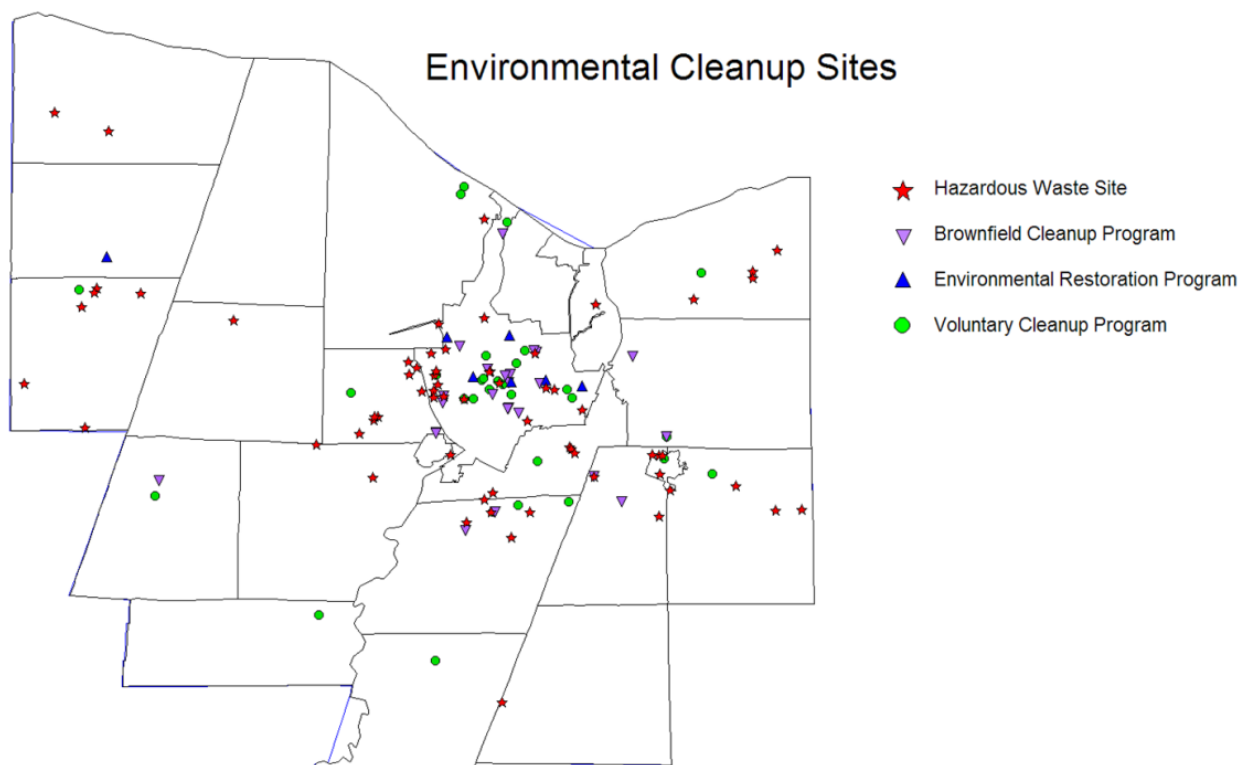 Environmental Cleanup Sites
Hazardous Waste Site
Brownfield Cleanup Program
Environmental Restoration Program
Voluntary Cleanup Program